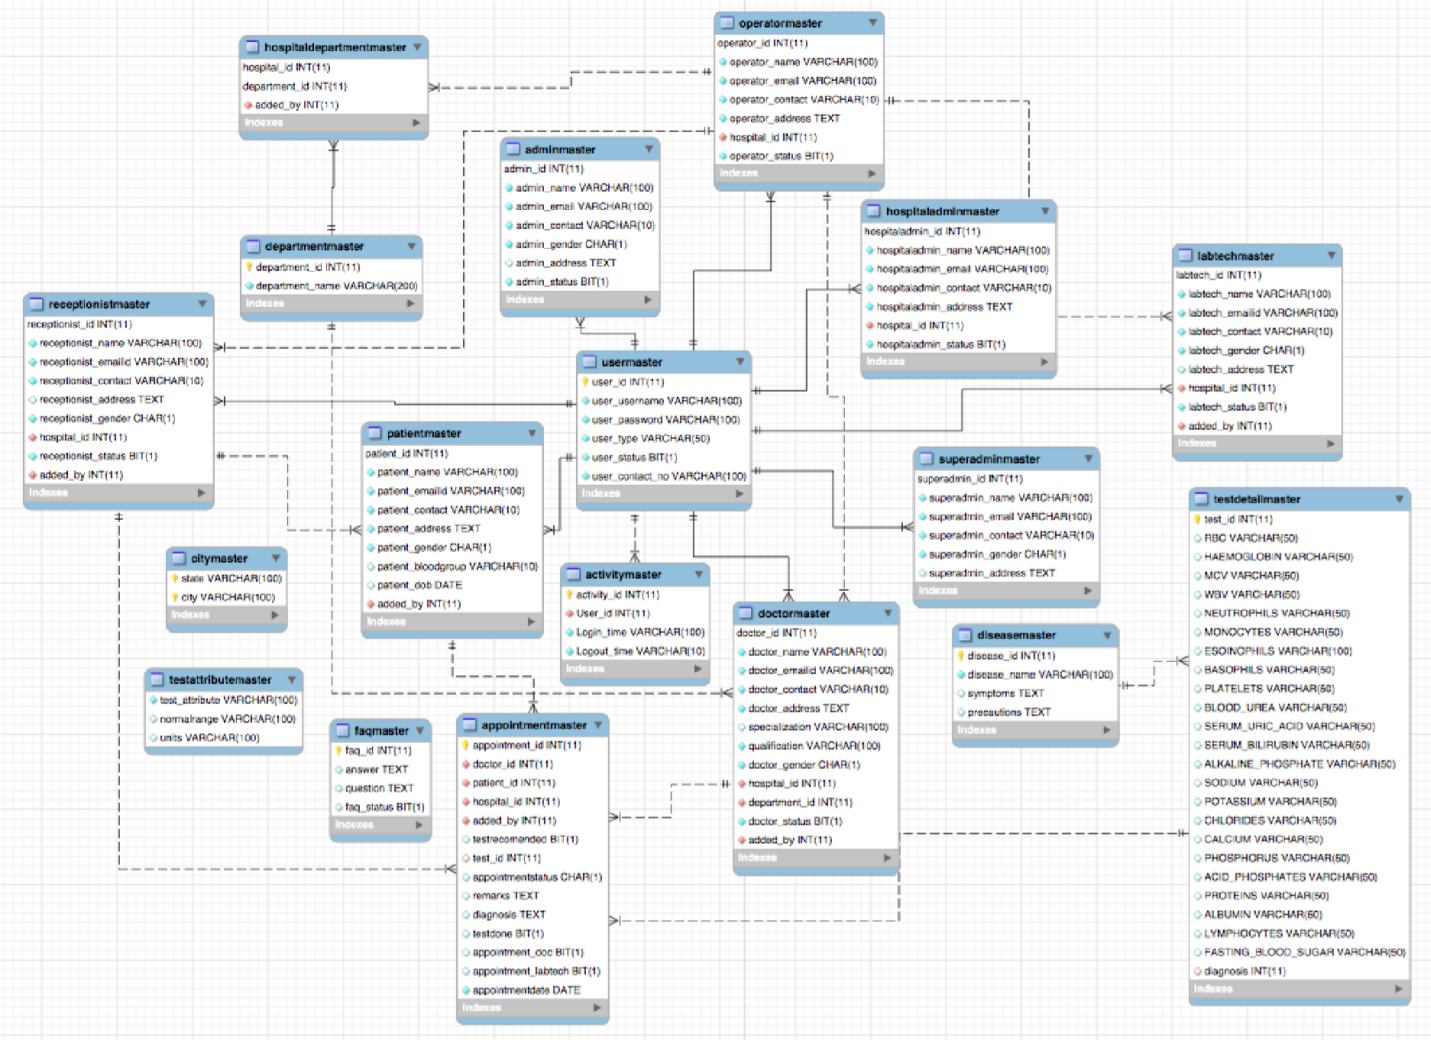 operatormaster
operator_id INT(11)
operator_name VARCHAR(100)
operator_email VARCHAR(100)
operator_contact VARCHAR(10)
operator_address TEXT
hospital_id INT(11)
operator_status BIT(1)
Indexes
hospitaldepartmentmaster
hospital_id INT(11)
department_id INT(11)
added_by INT(11)
Indexes
adminmaster
admin_id INT(11)
admin_name VARCHAR(100)
admin_email VARCHAR(100)
admin_contact VARCHAR(10)
admin_gender CHAR(1)
admin_address TEXT
admin_status BIT(1)
Indexes
hospitaladminmaster
hospitaladmin_id INT(11)
hospitaladmin_name VARCHAR(100)
hospitaladmin_email VARCHAR(100)
hospitaladmin_contact VARCHAR(10)
hospitaladmin_address TEXT
hospital_id INT(11)
hospitaladmin_status BIT(1)
Indexes
departmentmaster
department_id INT(11)
department_name VARCHAR(200)
Indexes
labtechmaster
labtech_id INT(11)
labtech_name VARCHAR(100)
labtech_emailid VARCHAR(100)
labtech_contact VARCHAR(10)
labtech_gender CHAR(1)
labtech_address TEXT
hospital_id INT(11)
labtech_status BIT(1)
added_by INT(11)
Indexes
receptionistmaster
receptionist_id INT(11)
receptionist_name VARCHAR(100)
receptionist_emailid VARCHAR(100)
receptionist_contact VARCHAR(10)
receptionist_address TEXT
receptionist_gender CHAR(1)
hospital_id INT(11)
receptionist_status BIT(1)
added_by INT(11)
Indexes
usermaster
user_id INT(11)
user_username VARCHAR(100)
user_password VARCHAR(100)
user_type VARCHAR(50)
user_status BIT(1)
user_contact_no VARCHAR(100)
Indexes
patientmaster
patient_id INT(11)
patient_name VARCHAR(100)
patient_emailid VARCHAR(100)
patient_contact VARCHAR(10)
patient_address TEXT
patient_gender CHAR(1)
patient_bloodgroup VARCHAR(10)
patient_dob DATE
added_by INT(11)
Indexes
superadminmaster
superadmin_id INT(11)
superadmin_name VARCHAR(100)
superadmin_email VARCHAR(100)
superadmin_contact VARCHAR(10)
superadmin_gender CHAR(1)
superadmin_address TEXT
Indexes
testdetailmaster
test_id INT(11)
RBC VARCHAR(50)
HAEMOGLOBIN VARCHAR(50)
MCV VARCHAR(50)
WBV VARCHAR(50)
NEUTROPHILS VARCHAR(50)
MONOCYTES VARCHAR(50)
ESOINOPHILS VARCHAR(100)
BASOPHILS VARCHAR(50)
PLATELETS VARCHAR(50)
BLOOD_UREA VARCHAR(50)
SERUM_URIC_ACID VARCHAR(50)
SERUM_BILIRUBIN VARCHAR(50)
ALKALINE_PHOSPHATE VARCHAR(50)
SODIUM VARCHAR(50)
POTASSIUM VARCHAR(50)
CHLORIDES VARCHAR(50)
CALCIUM VARCHAR(50)
PHOSPHORUS VARCHAR(50)
ACID_PHOSPHATES VARCHAR(50)
PROTEINS VARCHAR(50)
ALBUMIN VARCHAR(50)
LYMPHOCYTES VARCHAR(50)
FASTING_BLOOD_SUGAR VARCHAR(50)
diagnosis INT(11)
Indexes
citymaster
state VARCHAR(100)
city VARCHAR(100)
Indexes
activitymaster
activity_id INT(11)
User_id INT(11)
Login_time VARCHAR(100)
Logout_time VARCHAR(10)
Indexes
doctormaster
doctor_id INT(11)
doctor_name VARCHAR(100)
doctor_emailid VARCHAR(100)
doctor_contact VARCHAR(10)
doctor_address TEXT
specialization VARCHAR(100)
qualification VARCHAR(100)
doctor_gender CHAR(1)
hospital_id INT(11)
department_id INT(11)
doctor_status BIT(1)
added_by INT(11)
Indexes
diseasemaster
disease_id INT(11)
disease_name VARCHAR(100)
symptoms TEXT
precautions TEXT
Indexes
testattributemaster
test_attribute VARCHAR(100)
normalrange VARCHAR(100)
units VARCHAR(100)
faqmaster
faq_id INT(11)
answer TEXT
question TEXT
faq_status BIT(1)
Indexes
appointmentmaster
appointment_id INT(11)
doctor_id INT(11)
patient_id INT(11)
hospital_id INT(11)
added_by INT(11)
testrecomended BIT(1)
test_id INT(11)
appointmentstatus CHAR(1)
remarks TEXT
diagnosis TEXT
testdone BIT(1)
appointment_doc BIT(1)
appointment_labtech BIT(1)
appointmentdate DATE
Indexes